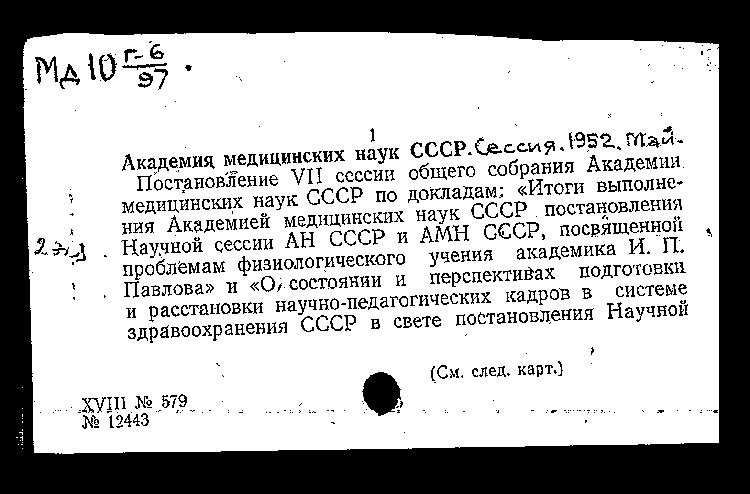 Мд 10 Г-6/97.
1
Академия медицинских наук СССР. Сессия. 1952. Май.
Постановление VII сессии общего собрания Академии
медицинских наук СССР по докладам: «Итоги выполне-
ния Академией медицинских наук СССР постановления
2 экз
Научной сессии АН СССР и АМН СССР, посвященной
проблемам физиологического учения академика И. П.
Павлова» и «О состоянии и перспективах подготовки
и расстановки научно-педагогических кадров в системе
здравоохранения СССР в свете постановления Научной
(См. след. карт.)
XVIII № 579
№ 12443